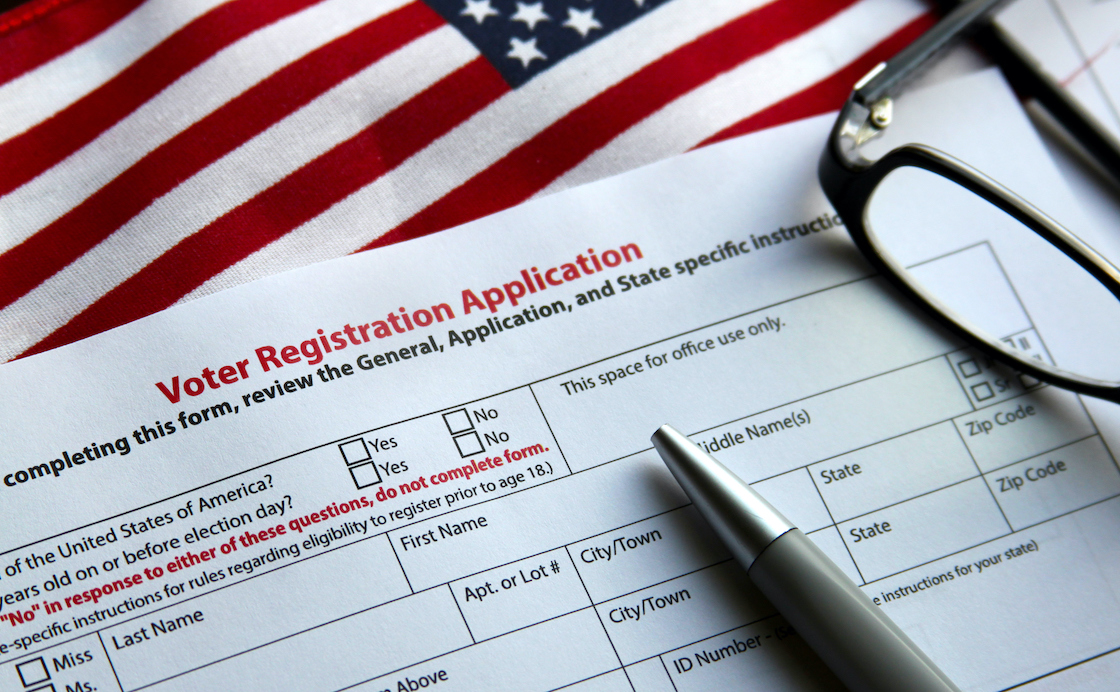 Voter Registration Application
completing this form, review the General, Application, and State specific
This space for office use only.
of the United States of America? Yes No
years old on or before election day? Yes No
"No" in response to either of these questions, do not complete form.
-specific instructions for rules regarding eligibility to register prior to age 18.)
Miss
Ms.
Last Name
First Name
Middle Name(s)
Sr
Apt. or Lot #
City/Town
State
Zip Code
City/Town
State
Zip Code
Above
ID Number -
instructions for your state)